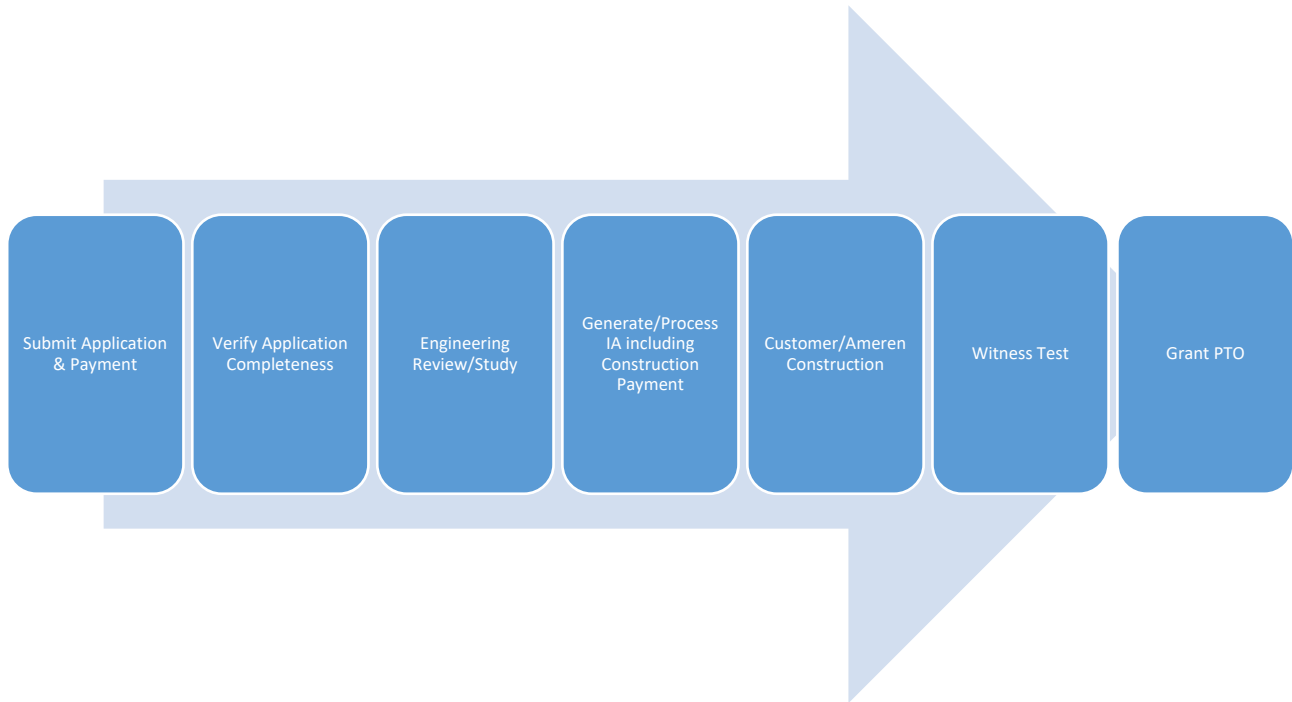 Submit Application
& Payment
Verify Application
Completeness
Engineering
Review/Study
Generate/Process
IA including
Construction
Payment
Customer/Ameren
Construction
Witness Test
Grant PTO